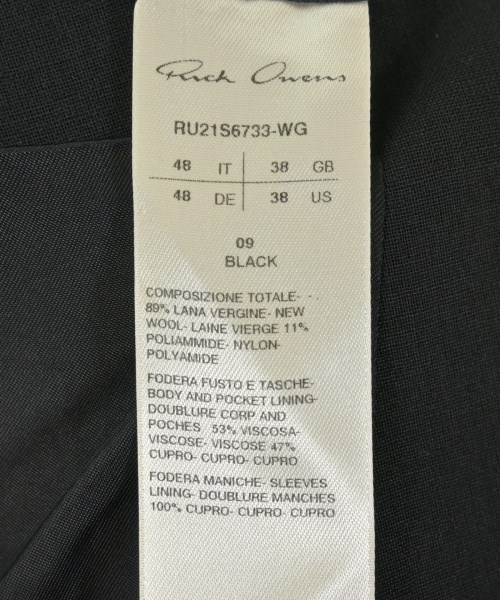 Rick Owens
RU21S6733-WG
48 IT 38 GB
48 DE 38 US
09
BLACK
COMPOSIZIONE TOTALE- -.
89% LANA VERGINE- NEW
WOOL- LAINE VIERGE 11%
POLIAMMIDE- NYLON-
POLYAMIDE
FODERA FUSTO E TASCHE-
BODY AND POCKET LINING-
DOUBLURE CORP AND
POCHES 53% VISCOSA-
VISCOSE- VISCOSE 47%
CUPRO- CUPRO- CUPRO
FODERA MANICHE- SLEEVES
LINING- DOUBLURE MANCHES
100% CUPRO- CUPRO- CUPRO